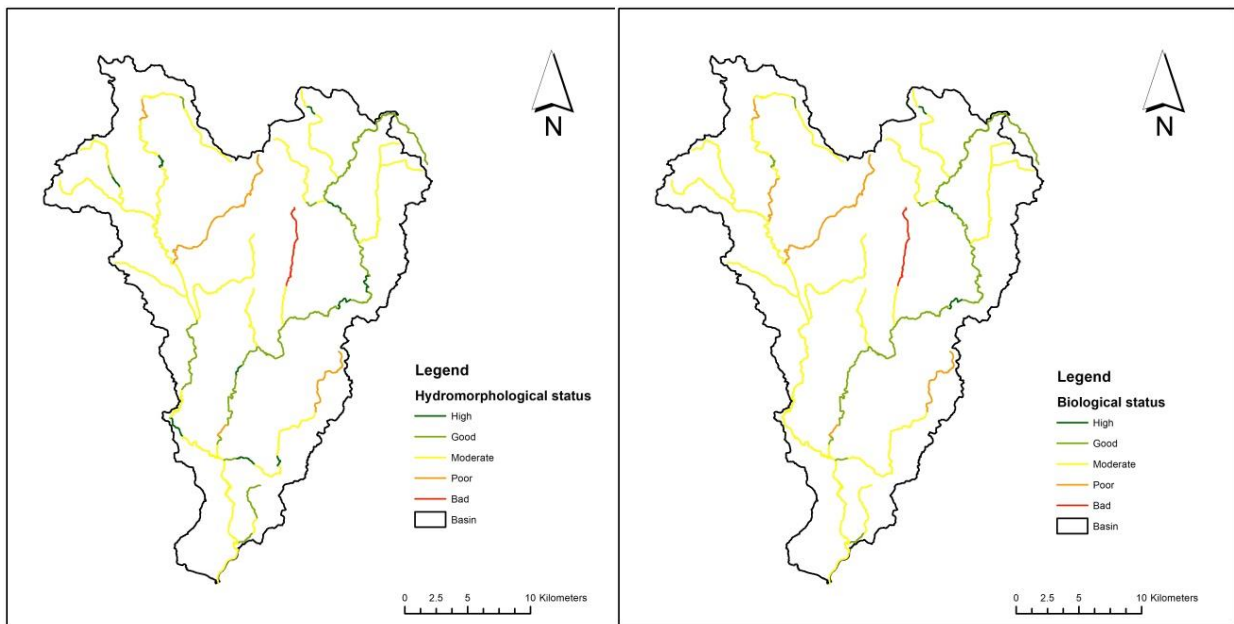 N
Legend
Hydromorphological status
High
Good
Moderate
Poor
Bad
Basin
0 2.5 5 10 Kilometers
N
Legend
Biological status
High
Good
Moderate
Poor
Bad
Basin
0 2.5 5 10 Kilometers